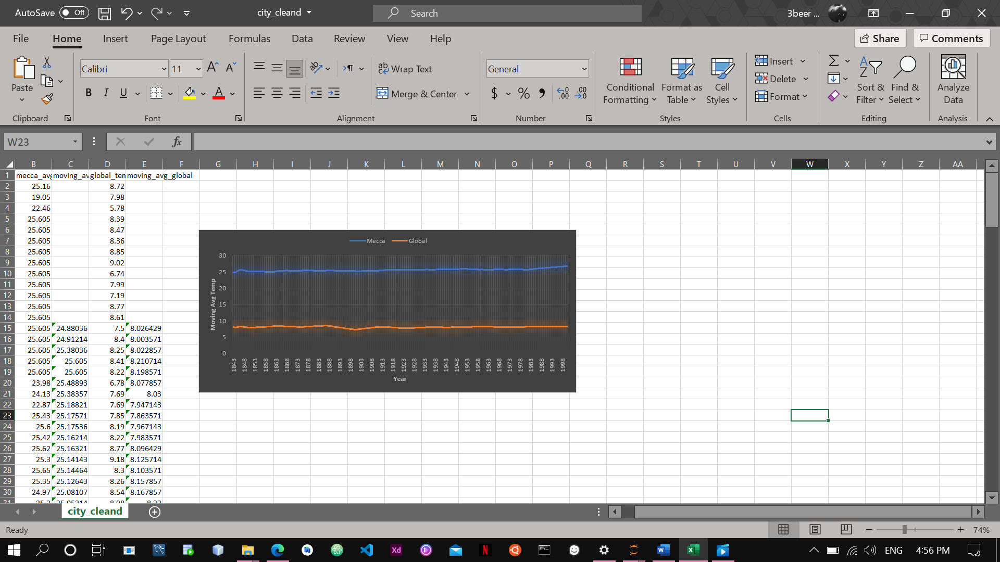 AutoSave Off city_cleand Search 3beer ...
File Home Insert Page Layout Formulas Data Review View Help Share Comments
Calibri 11 Wrap Text General Insert
Paste Conditional Format as Cell Delete Sort & Find & Analyze
B I U Merge & Center $ % Formatting Table Styles Format Filter Select Data
Clipboard Font Alignment Number Styles Cells Editing Analysis
W23 fx
B C D E F G H I J K L M N O P Q R S T U V W X Y Z AA
1 mecca_avg moving_av global_tem moving_avg_global
2 25.16 8.72
3 19.05 7.98
4 22.46 5.78
5 25.605 8.39
6 25.605 8.47
7 25.605 8.36
8 25.605 8.85
9 25.605 9.02
10 25.605 6.74
11 25.605 7.99
12 25.605 7.19
13 25.605 8.77
14 25.605 8.61
15 25.605 24.88036 7.5 8.026429
16 25.605 24.91214 8.4 8.003571
17 25.605 25.38036 8.25 8.022857
18 25.605 25.605 8.41 8.210714
19 25.605 25.605 8.22 8.198571
20 23.98 25.48893 6.78 8.077857
21 24.13 25.38357 7.69 8.03
22 22.87 25.18821 7.69 7.947143
23 25.43 25.17571 7.85 7.863571
24 25.6 25.17536 8.19 7.967143
25 25.42 25.16214 8.22 7.983571
26 25.62 25.16321 8.77 8.096429
27 25.3 25.14143 9.18 8.125714
28 25.65 25.14464 8.3 8.103571
29 25.35 25.12643 8.26 8.157857
30 24.97 25.08107 8.54 8.167857
31 25.2 25.05214 8.98 8.22
Mecca Global
30
25
20
15
10
5
0
Moving Avg Temp
1843 1848 1853 1858 1863 1868 1873 1878 1883 1888 1893 1898 1903 1908 1913 1918 1923 1928 1933 1938 1943 1948 1953 1958 1963 1968 1973 1978 1983 1988 1993 1998
Year
city_cleand
Ready 74%
Xd N ENG 4:56 PM